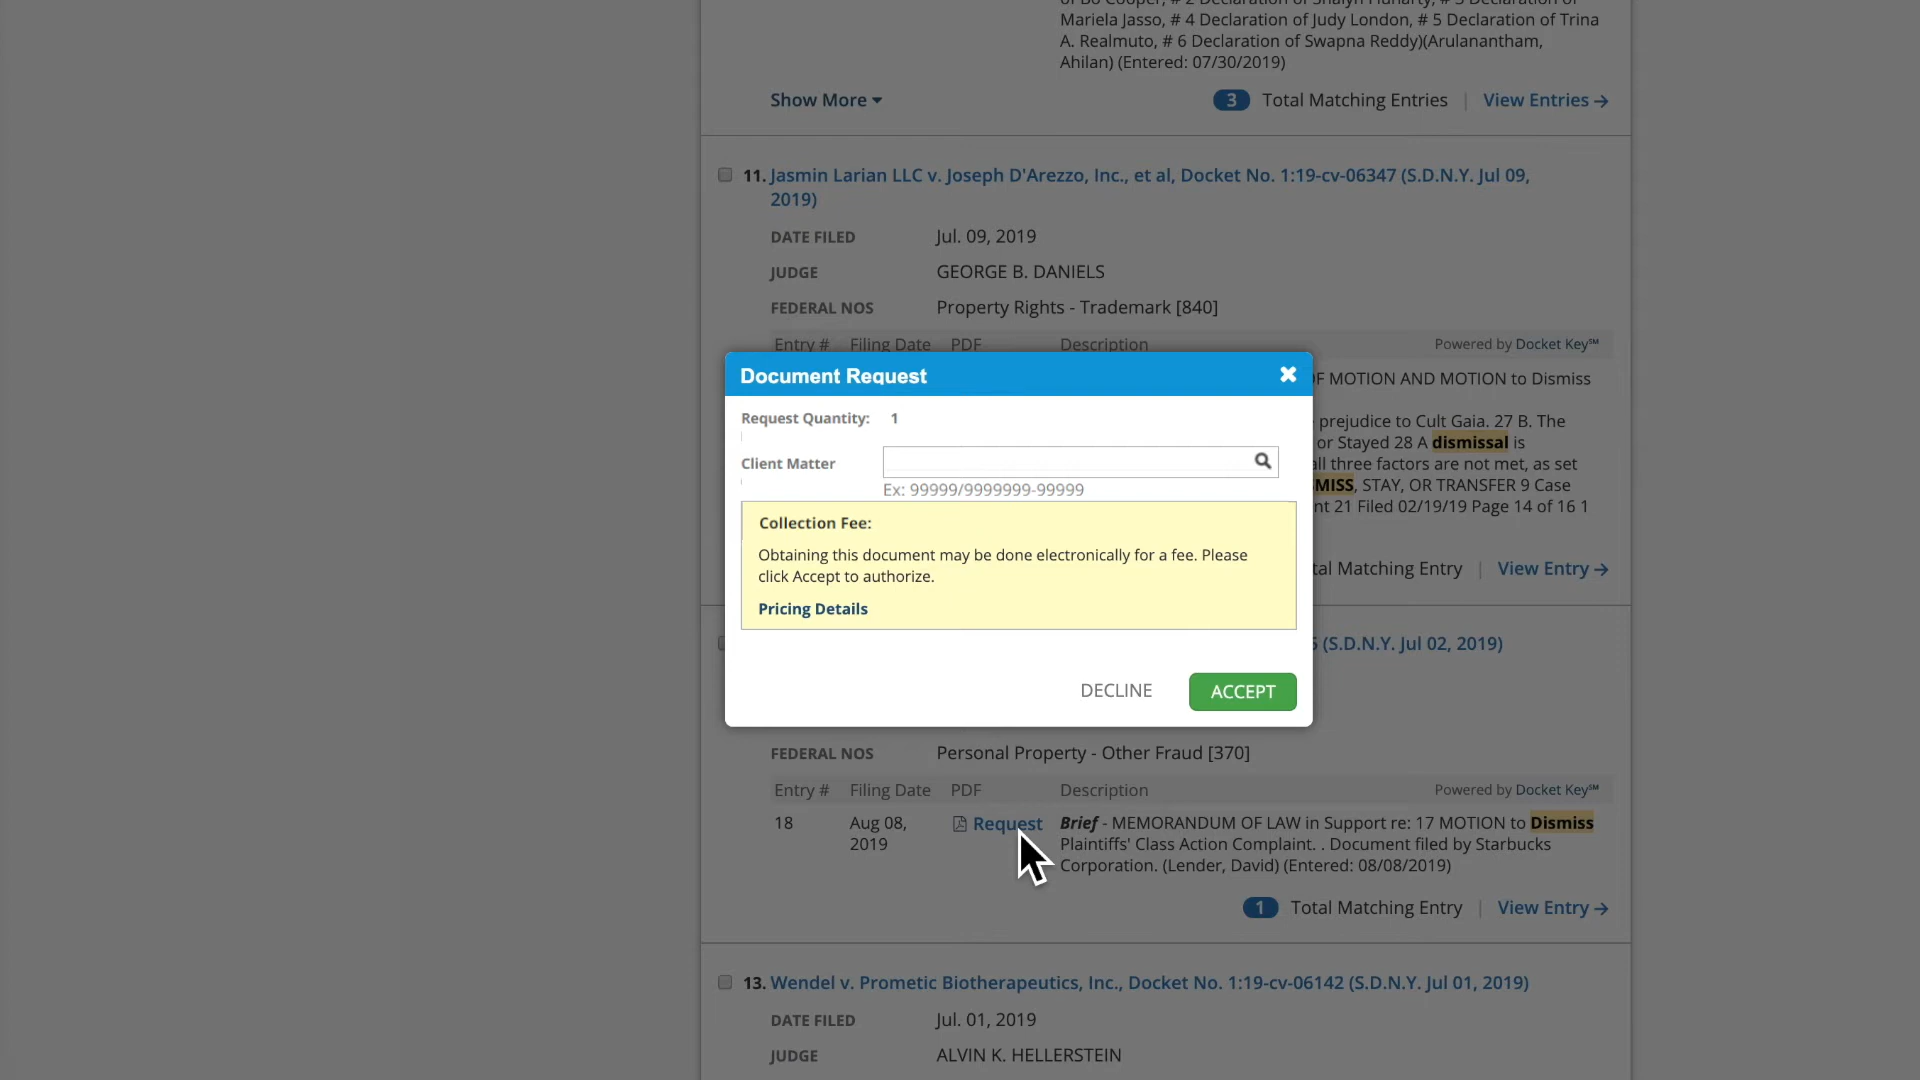 Mariela Jasso, # 4 Declaration of Judy London, # 5 Declaration of Trina
A. Realmuto, # 6 Declaration of Swapna Reddy)(Arulanantham,
Ahilan) (Entered: 07/30/2019)
Show More
3 Total Matching Entries | View Entries →
11. Jasmin Larian LLC v. Joseph D'Arezzo, Inc., et al, Docket No. 1:19-cv-06347 (S.D.N.Y. Jul 09,
2019)
DATE FILED Jul. 09, 2019
JUDGE GEORGE B. DANIELS
FEDERAL NOS Property Rights - Trademark [840]
Entry # Filing Date PDF Description Powered by Docket Key℠
Document Request
Request Quantity: 1
Client Matter
Ex: 99999/9999999-99999
Collection Fee:
Obtaining this document may be done electronically for a fee. Please
click Accept to authorize.
Pricing Details
DECLINE ACCEPT
MOTION AND MOTION to Dismiss
prejudice to Cult Gaia. 27 B. The
or Stayed 28 A dismissal is
all three factors are not met, as set
MISS, STAY, OR TRANSFER 9 Case
21 Filed 02/19/19 Page 14 of 16 1
Matching Entry | View Entry →
(S.D.N.Y. Jul 02, 2019)
FEDERAL NOS Personal Property - Other Fraud [370]
Entry # Filing Date PDF Description Powered by Docket Key℠
18 Aug 08, Request Brief - MEMORANDUM OF LAW in Support re: 17 MOTION to Dismiss
2019 Plaintiffs' Class Action Complaint. . Document filed by Starbucks
Corporation. (Lender, David) (Entered: 08/08/2019)
1 Total Matching Entry | View Entry →
13. Wendel v. Prometic Biotherapeutics, Inc., Docket No. 1:19-cv-06142 (S.D.N.Y. Jul 01, 2019)
DATE FILED Jul. 01, 2019
JUDGE ALVIN K. HELLERSTEIN